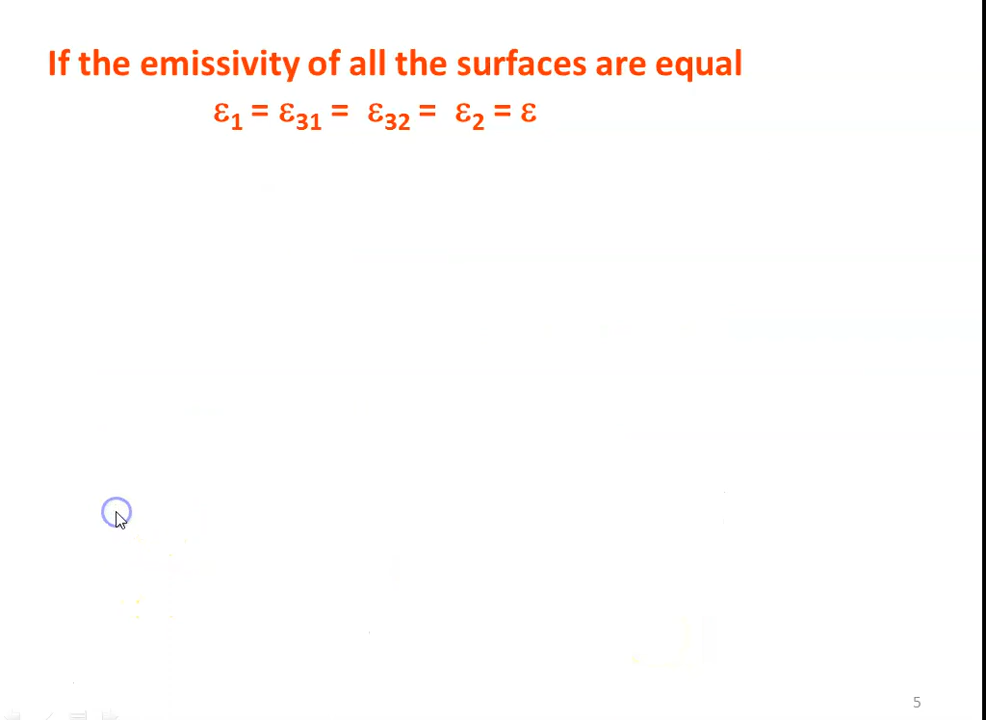 If the emissivity of all the surfaces are equal
ε₁ = ε₃₁ = ε₃₂ = ε₂ = ε
5